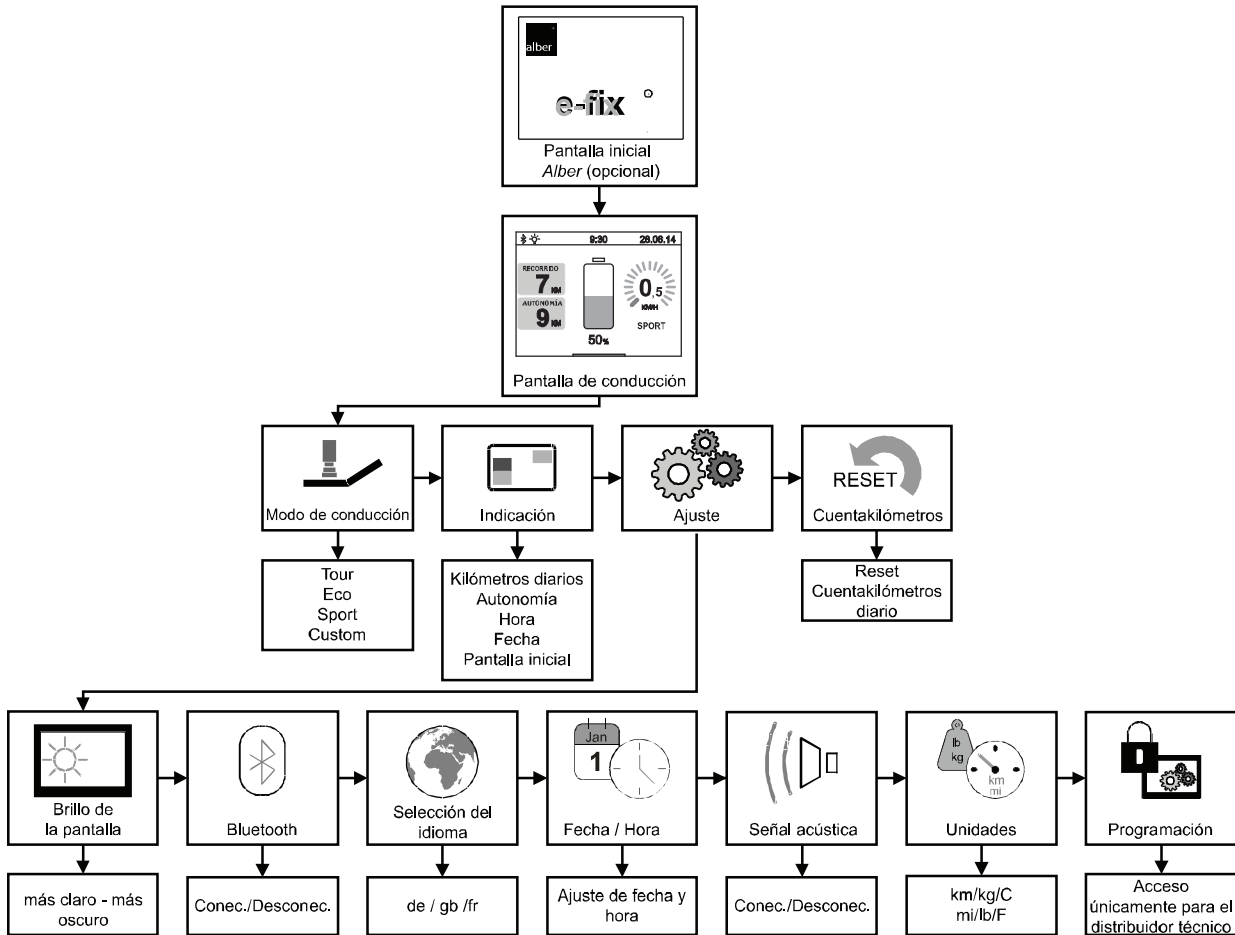 alber
e-fix
Pantalla inicial
Alber (opcional)
9:30 28.08.14
RECORRIDO
7 KM
AUTONOMÍA
9 KM
0,5
KM/H
SPORT
50%
Pantalla de conducción
Modo de conducción
Indicación
Ajuste
RESET
Cuentakilómetros
Tour
Eco
Sport
Custom
Kilómetros diarios
Autonomía
Hora
Fecha
Pantalla inicial
Reset
Cuentakilómetros
diario
Brillo de
la pantalla
Bluetooth
Selección del
idioma
Jan
1
Fecha / Hora
Señal acústica
lb
kg
km
mi
Unidades
Programación
más claro - más
oscuro
Conec./Desconec.
de / gb /fr
Ajuste de fecha y
hora
Conec./Desconec.
km/kg/C
mi/lb/F
Acceso
únicamente para el
distribuidor técnico